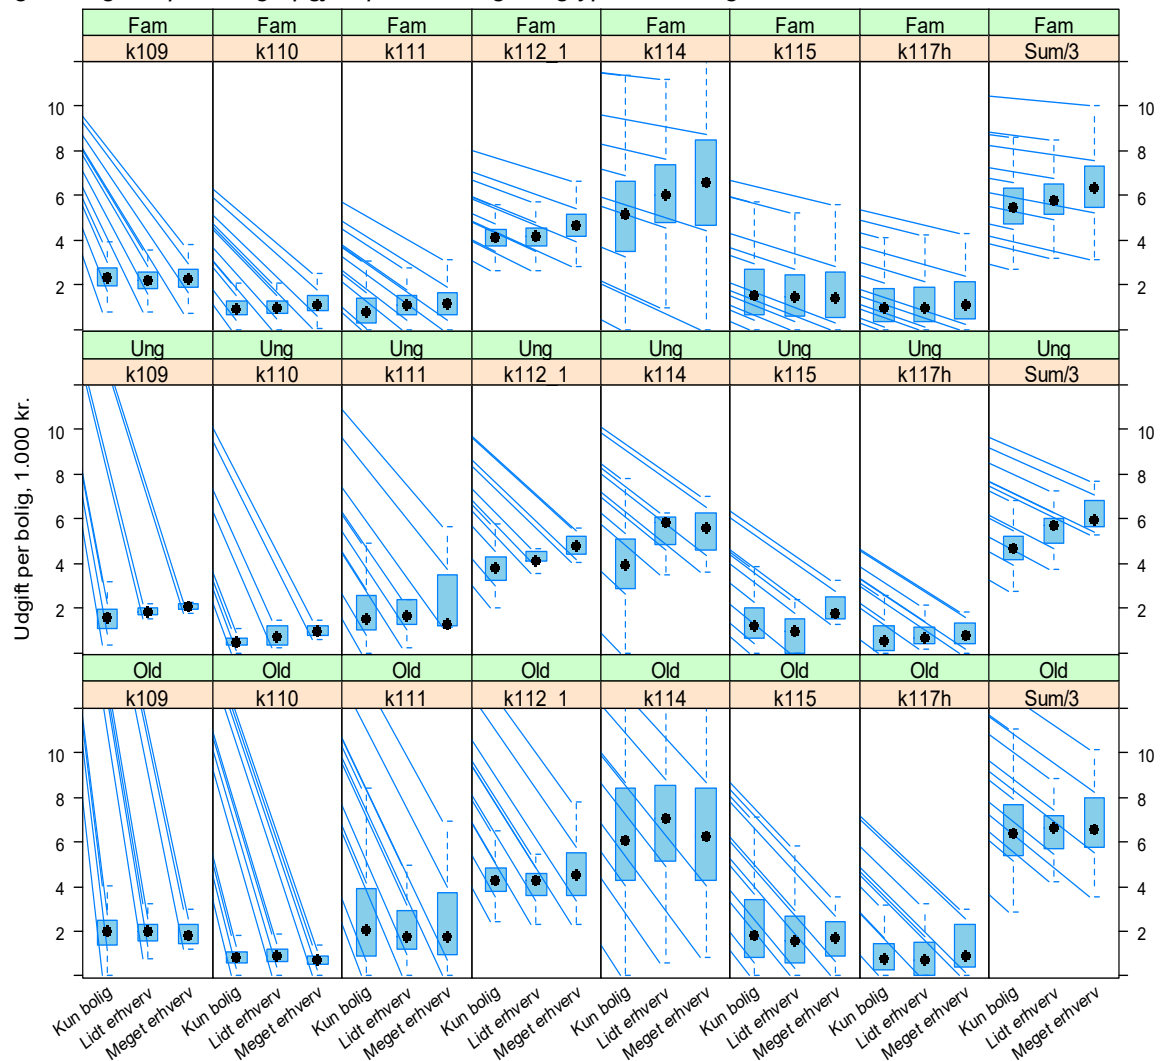 Fam Fam Fam Fam Fam Fam Fam Fam
k109 k110 k111 k112_1 k114 k115 k117h Sum/3
10 10
8 8
6 6
4 4
2 2
Ung Ung Ung Ung Ung Ung Ung Ung
k109 k110 k111 k112_1 k114 k115 k117h Sum/3
10 10
8 8
6 6
4 4
2 2
Udgift per bolig, 1.000 kr.
Old Old Old Old Old Old Old Old
k109 k110 k111 k112_1 k114 k115 k117h Sum/3
10 10
8 8
6 6
4 4
2 2
Kun bolig Lidt erhverv Meget erhverv Kun bolig Lidt erhverv Meget erhverv Kun bolig Lidt erhverv Meget erhverv Kun bolig Lidt erhverv Meget erhverv Kun bolig Lidt erhverv Meget erhverv Kun bolig Lidt erhverv Meget erhverv Kun bolig Lidt erhverv Meget erhverv Kun bolig Lidt erhverv Meget erhverv